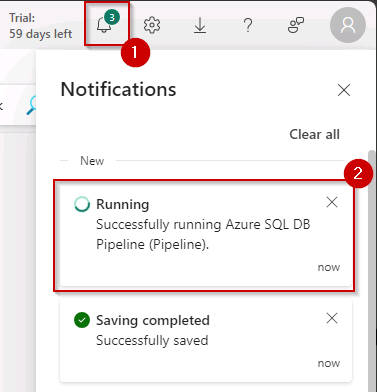 Trial:
59 days left
3
1
Notifications
Clear all
New
2
Running
Successfully running Azure SQL DB
Pipeline (Pipeline).
now
Saving completed
Successfully saved
now